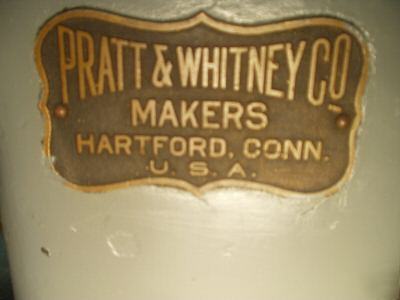 PRATT & WHITNEY CO
MAKERS
HARTFORD, CONN.
U. S. A.